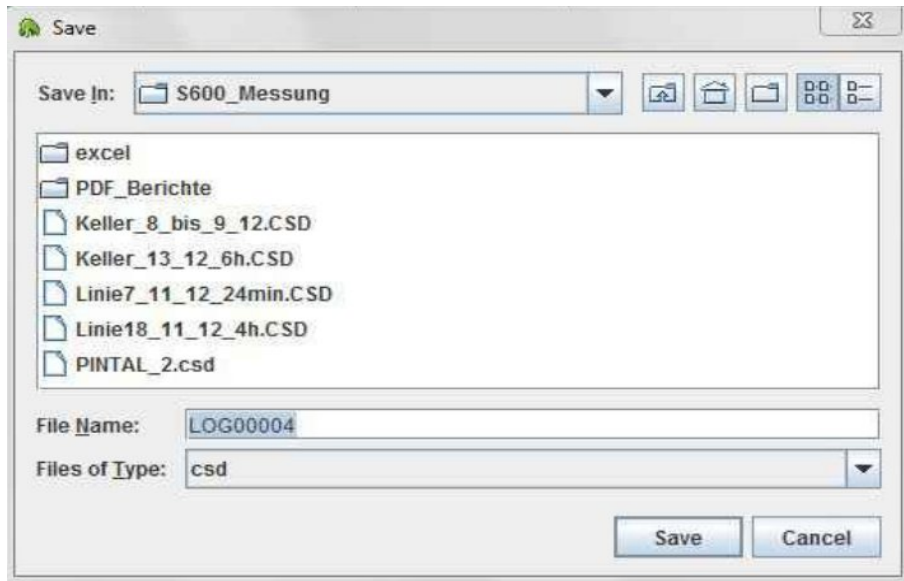 Save
Save In: S600_Messung
excel
PDF_Berichte
Keller_8_bis_9_12.CSD
Keller_13_12_6h.CSD
Linie7_11_12_24min.CSD
Linie18_11_12_4h.CSD
PINTAL_2.csd
File Name: LOG00004
Files of Type: csd
Save Cancel